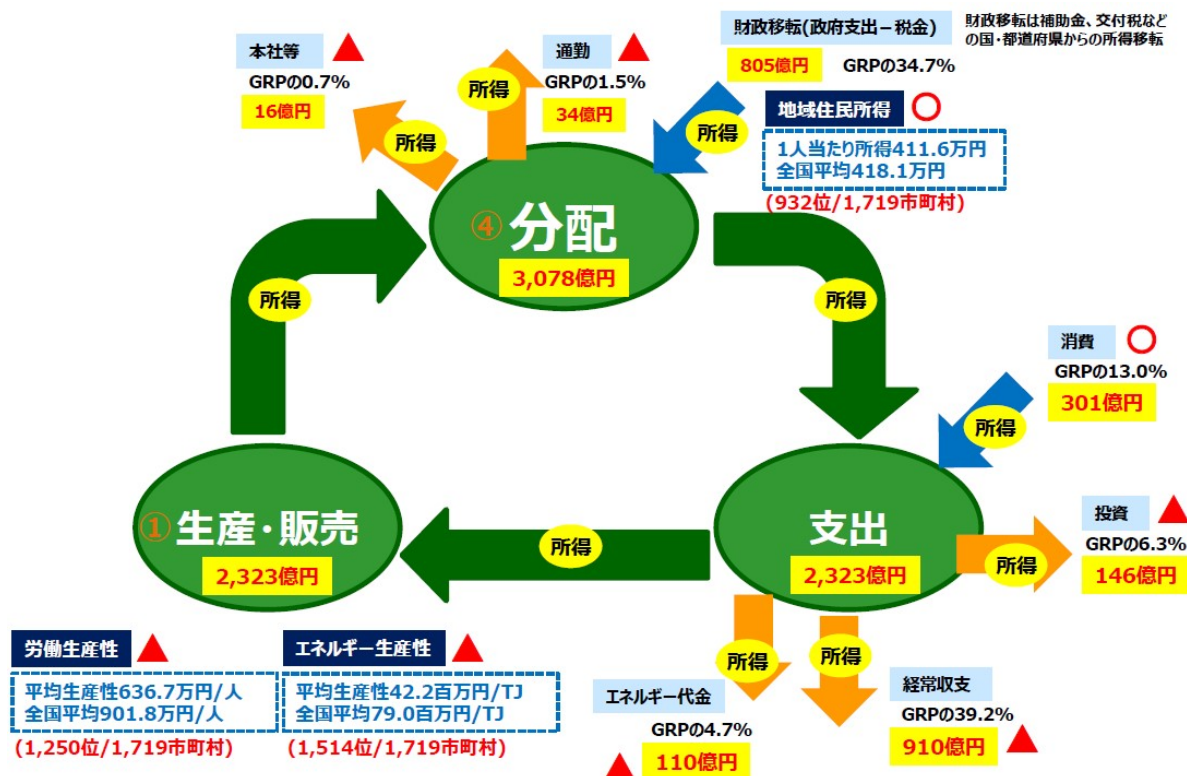 本社等 ▲
GRPの0.7%
16億円
所得
通勤 ▲
GRPの1.5%
34億円
所得
財政移転(政府支出－税金)
805億円 GRPの34.7%
財政移転は補助金、交付税など
の国・都道府県からの所得移転
所得
地域住民所得 ○
1人当たり所得411.6万円
全国平均418.1万円
(932位/1,719市町村)
④ 分配
3,078億円
所得
所得
消費 ○
GRPの13.0%
301億円
所得
①生産・販売
2,323億円
所得
支出
2,323億円
投資 ▲
GRPの6.3%
146億円
所得
労働生産性 ▲
平均生産性636.7万円/人
全国平均901.8万円/人
(1,250位/1,719市町村)
エネルギー生産性 ▲
平均生産性42.2百万円/TJ
全国平均79.0百万円/TJ
(1,514位/1,719市町村)
所得
エネルギー代金
GRPの4.7%
▲ 110億円
所得
経常収支
GRPの39.2%
910億円 ▲